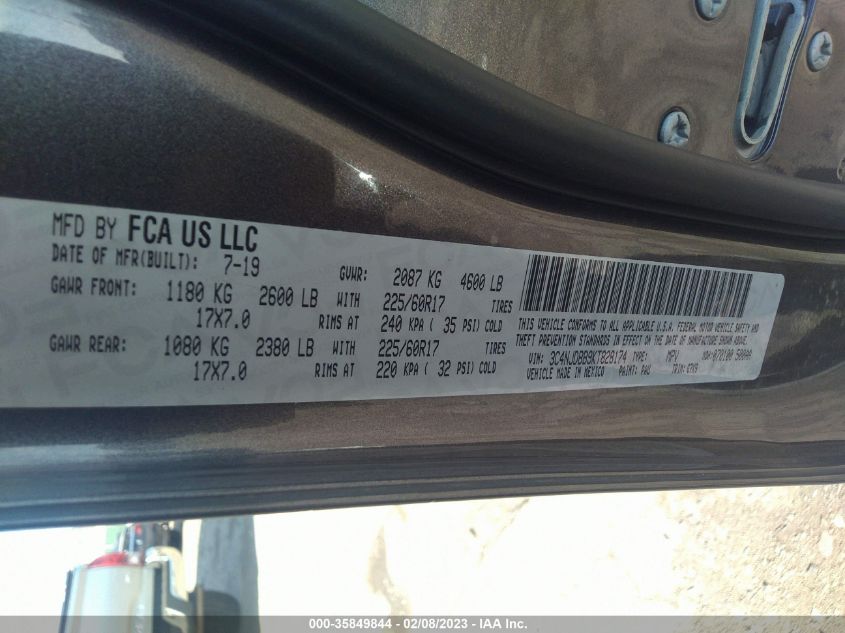 MFD BY FCA US LLC
DATE OF MFR(BUILT): 7-19
GVWR: 2087 KG 4600 LB
GAWR FRONT: 1180 KG 2600 LB WITH 225/60R17 TIRES
17X7.0 RIMS AT 240 KPA ( 35 PSI) COLD
GAWR REAR: 1080 KG 2380 LB WITH 225/60R17 TIRES
17X7.0 RIMS AT 220 KPA ( 32 PSI) COLD
THIS VEHICLE CONFORMS TO ALL APPLICABLE U.S.A. FEDERAL MOTOR VEHICLE SAFETY AND
THEFT PREVENTION STANDARDS IN EFFECT ON THE DATE OF MANUFACTURE SHOWN ABOVE.
VIN: 3C4NJDBB9KT828174 TYPE: MPV MDH:
VEHICLE MADE IN MEXICO PAINT: PAU TRIM:
000-35849844 / 02/08/2023 - IAA Inc.